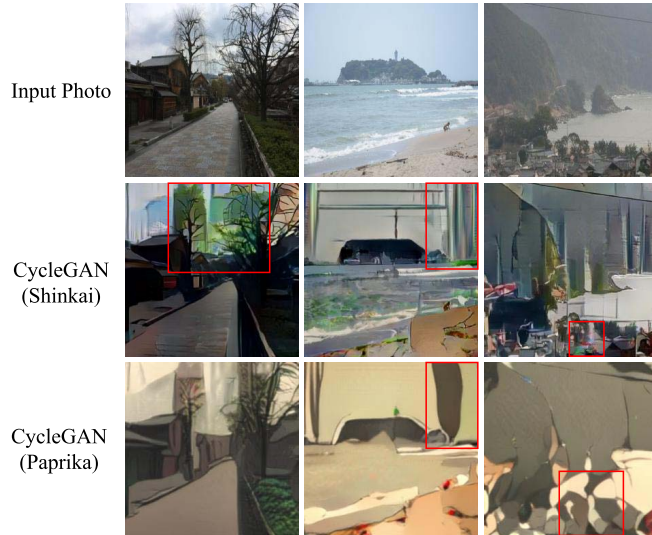 Input Photo
CycleGAN
(Shinkai)
CycleGAN
(Paprika)